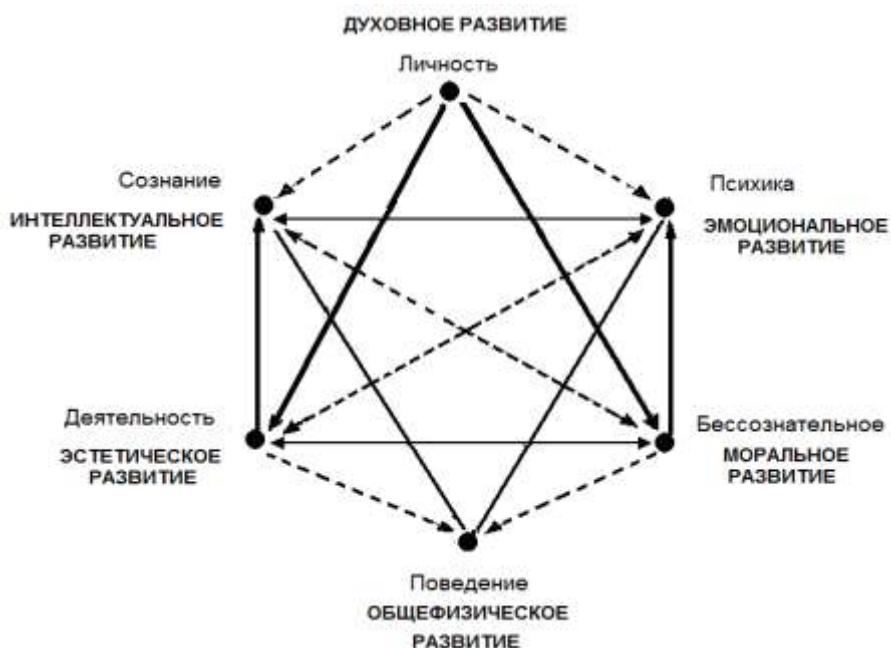 ДУХОВНОЕ РАЗВИТИЕ
Личность
Сознание
ИНТЕЛЛЕКТУАЛЬНОЕ
РАЗВИТИЕ
Психика
ЭМОЦИОНАЛЬНОЕ
РАЗВИТИЕ
Деятельность
ЭСТЕТИЧЕСКОЕ
РАЗВИТИЕ
Бессознательное
МОРАЛЬНОЕ
РАЗВИТИЕ
Поведение
ОБЩЕФИЗИЧЕСКОЕ
РАЗВИТИЕ